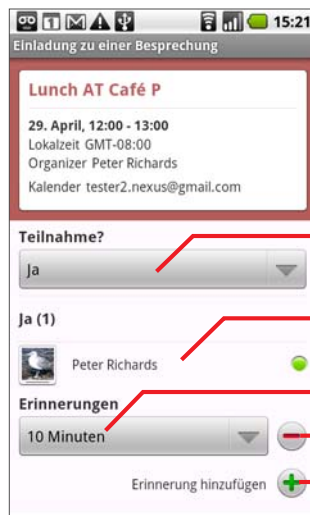 15:21
Einladung zu einer Besprechung
Lunch AT Café P
29. April, 12:00 - 13:00
Lokalzeit GMT-08:00
Organizer Peter Richards
Kalender tester2.nexus@gmail.com
Teilnahme?
Ja
Ja (1)
Peter Richards
Erinnerungen
10 Minuten
Erinnerung hinzufügen